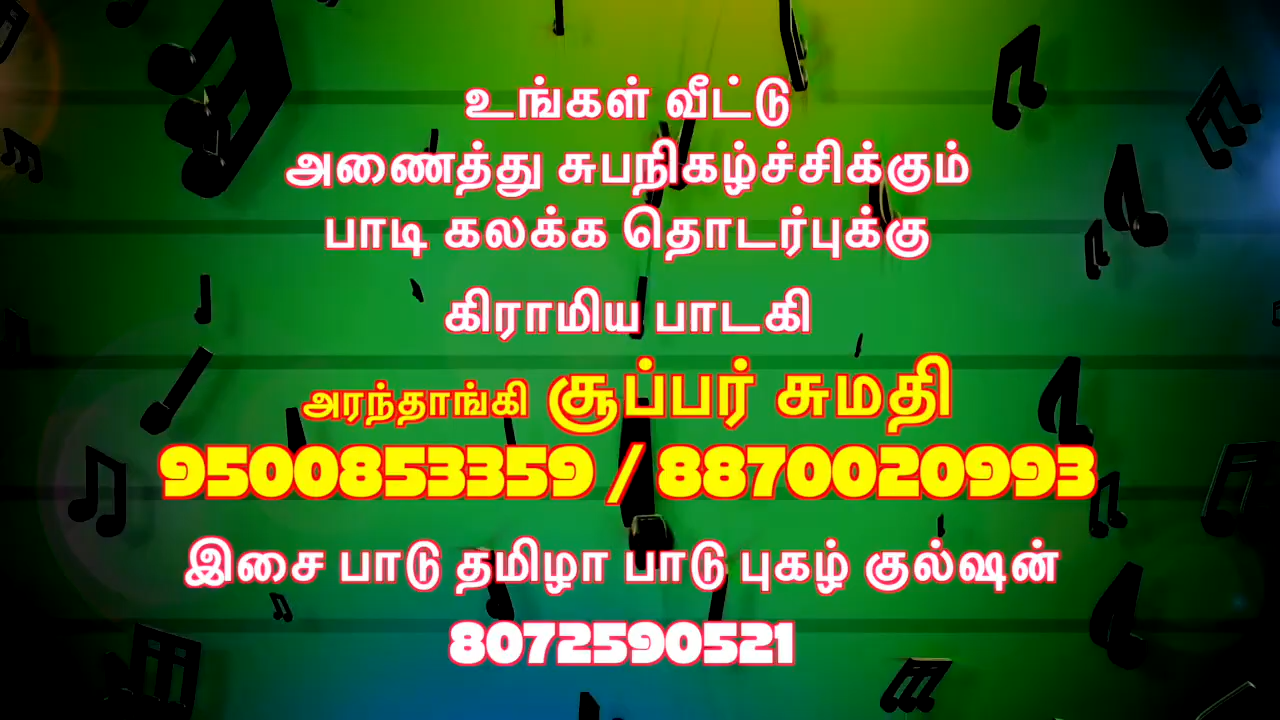 உங்கள் வீட்டு
அணைத்து சுபநிகழ்ச்சிக்கும்
பாடி கலக்க தொடர்புக்கு
கிராமிய பாடகி
அரந்தாங்கி சூப்பர் சுமதி
9500853359 / 8870020993
இசை பாடு தமிழா பாடு புகழ் குல்ஷன்
8072590521